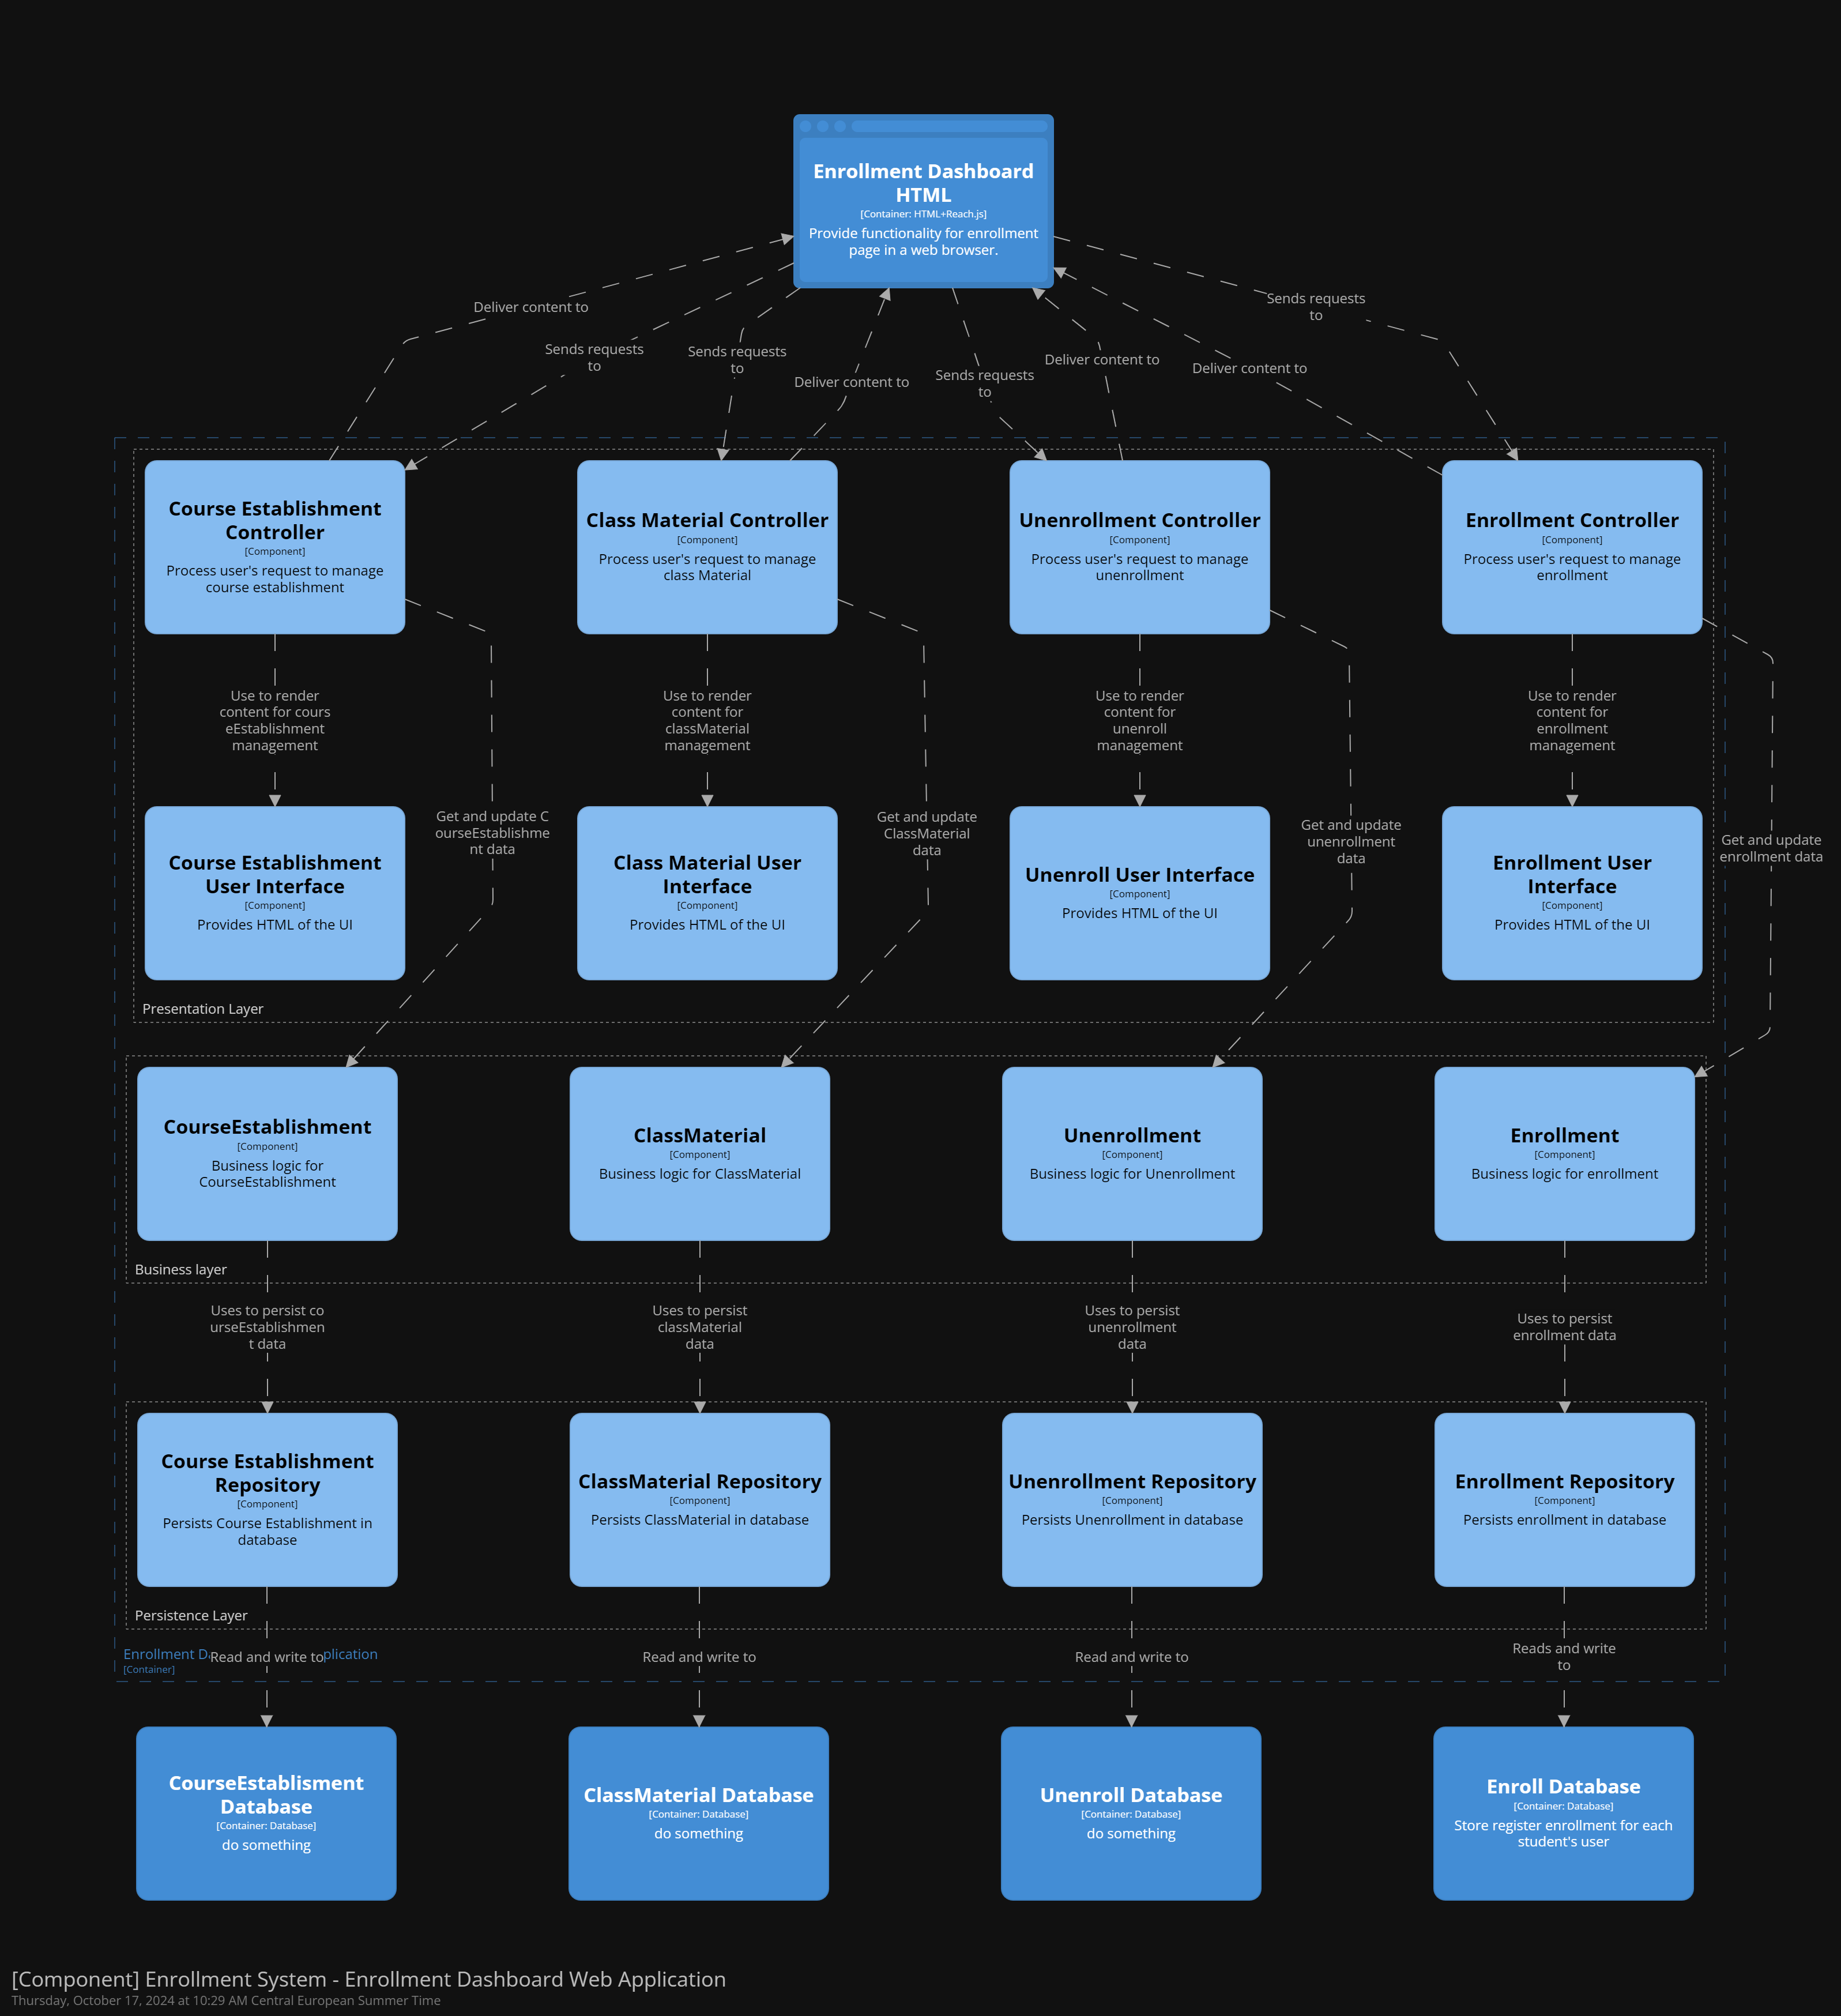 Enrollment Dashboard
HTML
[Container: HTML+Reach.js]
Provide functionality for enrollment
page in a web browser.
Deliver content to
Sends requests
to
Sends requests
to
Deliver content to
Sends requests
to
Deliver content to
Deliver content to
Sends requests
to
Course Establishment
Controller
[Component]
Process user's request to manage
course establishment
Class Material Controller
[Component]
Process user's request to manage
class Material
Unenrollment Controller
[Component]
Process user's request to manage
unenrollment
Enrollment Controller
[Component]
Process user's request to manage
enrollment
Use to render
content for cours
eEstablishment
management
Use to render
content for
classMaterial
management
Use to render
content for
unenroll
management
Use to render
content for
enrollment
management
Get and update C
ourseEstablishme
nt data
Get and update
ClassMaterial
data
Get and update
unenrollment
data
Get and update
enrollment data
Course Establishment
User Interface
[Component]
Provides HTML of the UI
Class Material User
Interface
[Component]
Provides HTML of the UI
Unenroll User Interface
[Component]
Provides HTML of the UI
Enrollment User
Interface
[Component]
Provides HTML of the UI
Presentation Layer
CourseEstablishment
[Component]
Business logic for
CourseEstablishment
ClassMaterial
[Component]
Business logic for ClassMaterial
Unenrollment
[Component]
Business logic for Unenrollment
Enrollment
[Component]
Business logic for enrollment
Business layer
Uses to persist co
urseEstablishmen
t data
Uses to persist
classMaterial
data
Uses to persist
unenrollment
data
Uses to persist
enrollment data
Course Establishment
Repository
[Component]
Persists Course Establishment in
database
ClassMaterial Repository
[Component]
Persists ClassMaterial in database
Unenrollment Repository
[Component]
Persists Unenrollment in database
Enrollment Repository
[Component]
Persists enrollment in database
Persistence Layer
Enrollment
[Container]
Read and write to
Read and write to
Read and write to
Reads and write
to
CourseEstablisment
Database
[Container: Database]
do something
ClassMaterial Database
[Container: Database]
do something
Unenroll Database
[Container: Database]
do something
Enroll Database
[Container: Database]
Store register enrollment for each
student's user
[Component] Enrollment System - Enrollment Dashboard Web Application
Thursday, October 17, 2024 at 10:29 AM Central European Summer Time